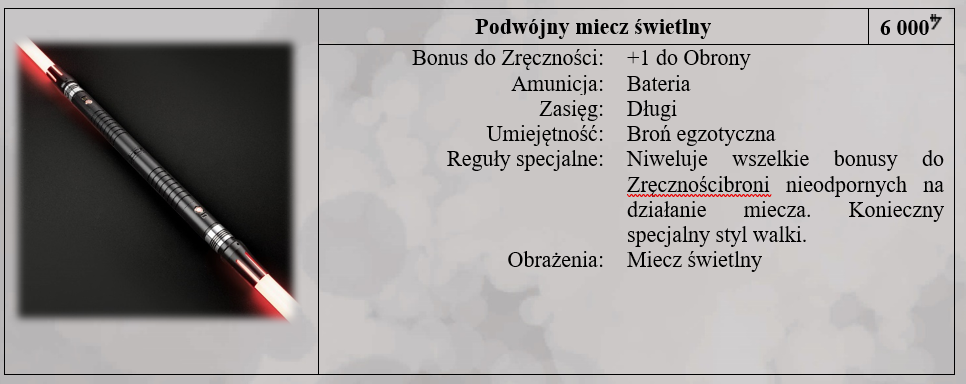 Podwójny miecz świetlny
6 000
Bonus do Zręczności: +1 do Obrony
Amunicja: Bateria
Zasięg: Długi
Umiejętność: Broń egzotyczna
Reguły specjalne: Niweluje wszelkie bonusy do
Zręcznościbroni nieodpornych na
działanie miecza. Konieczny
specjalny styl walki.
Obrażenia: Miecz świetlny